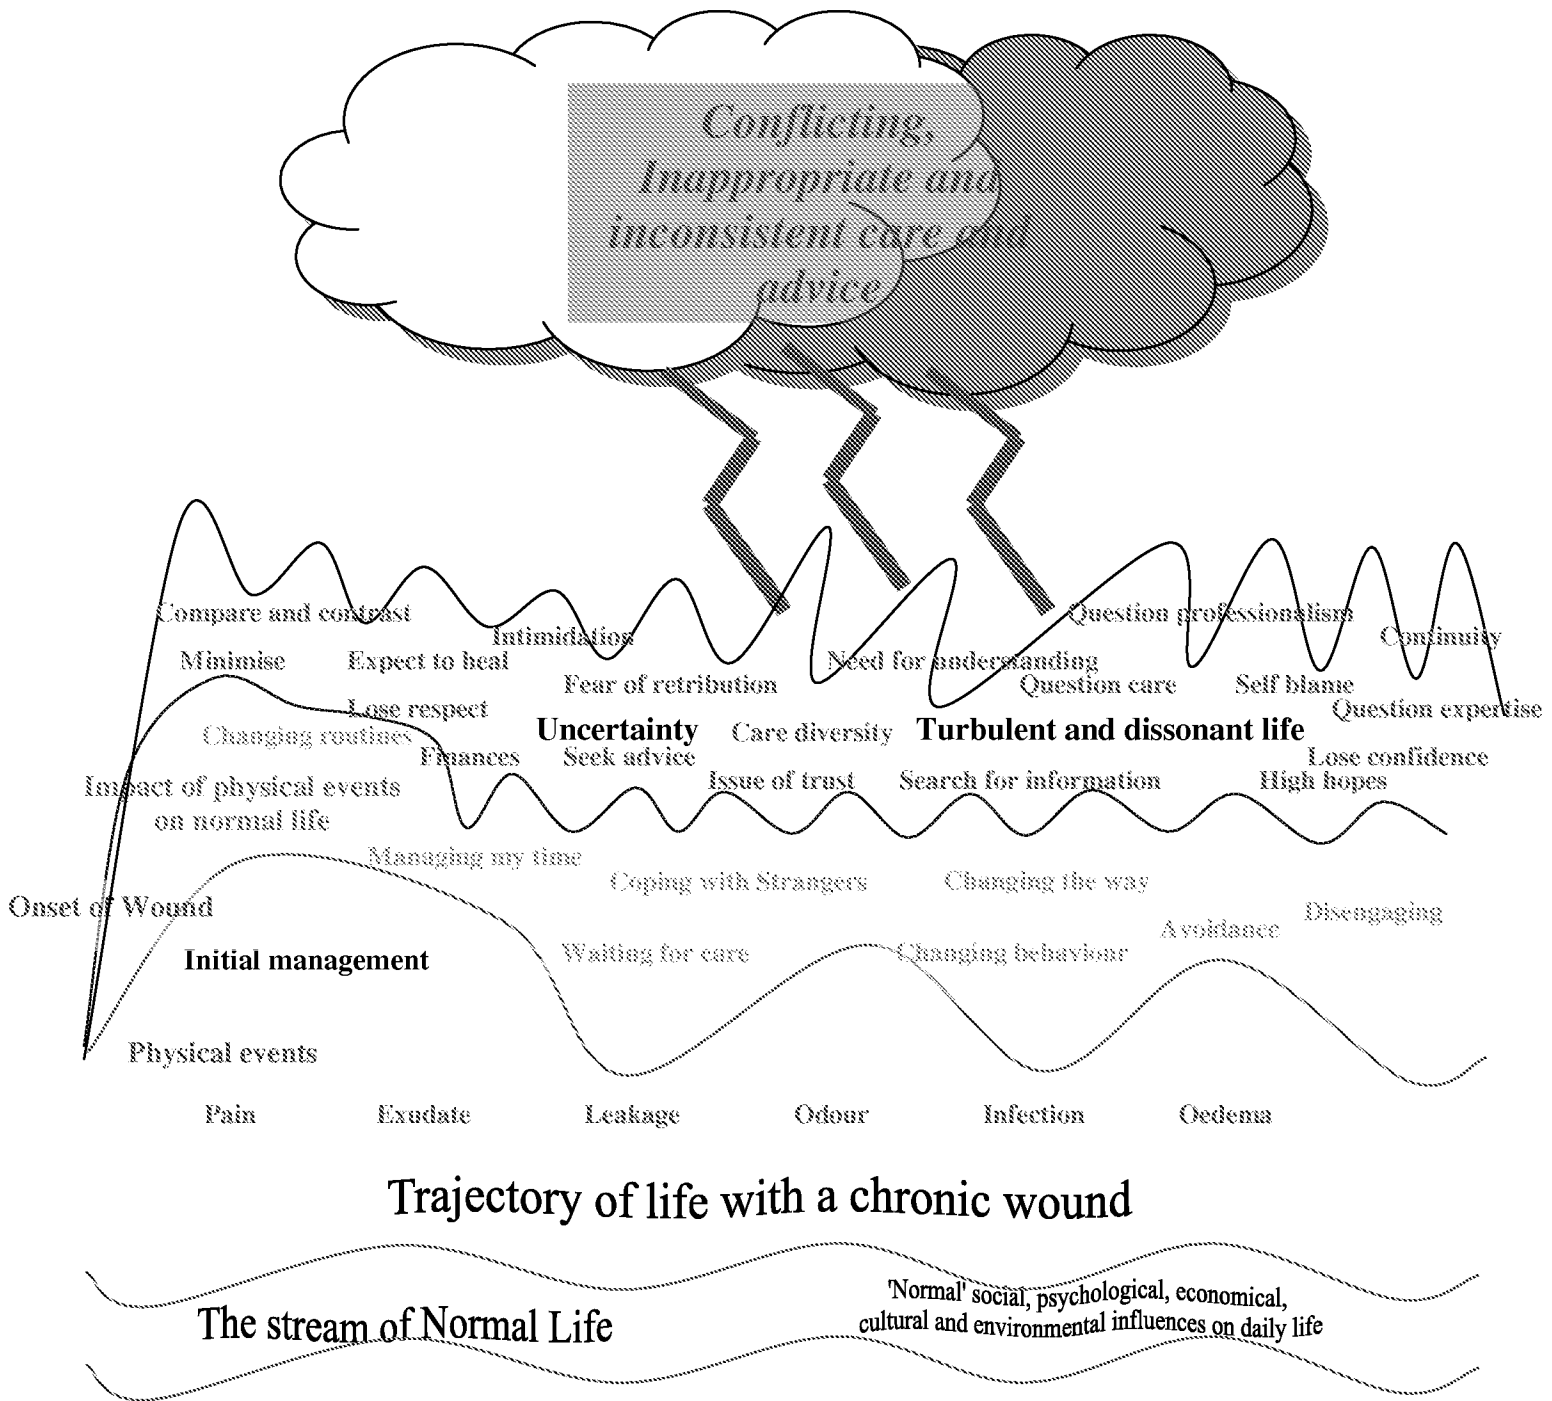 Conflicting,
Inappropriate and
inconsistent care and
advice
Compare and contrast
Question professionalism
Intimidation
Continuity
Minimise
Expect to heal
Need for understanding
Fear of retribution
Question care
Self blame
Lose respect
Question expertise
Changing routines
Uncertainty
Care diversity
Turbulent and dissonant life
Finances
Seek advice
Lose confidence
Issue of trust
Search for information
High hopes
Impact of physical events
on normal life
Managing my time
Coping with Strangers
Changing the way
Onset of Wound
Disengaging
Avoidance
Initial management
Waiting for care
Changing behaviour
Physical events
Pain
Exudate
Leakage
Odour
Infection
Oedema
Trajectory of life with a chronic wound
'Normal' social, psychological, economical,
cultural and environmental influences on daily life
The stream of Normal Life